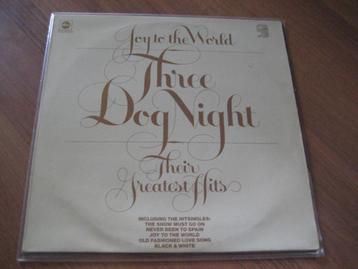 Joy to the World
Three
Dog Night
Their
Greatest Hits
INCLUDING THE HITSINGLES:
THE SHOW MUST GO ON
NEVER BEEN TO SPAIN
JOY TO THE WORLD
OLD FASHIONED LOVE SONG
BLACK & WHITE